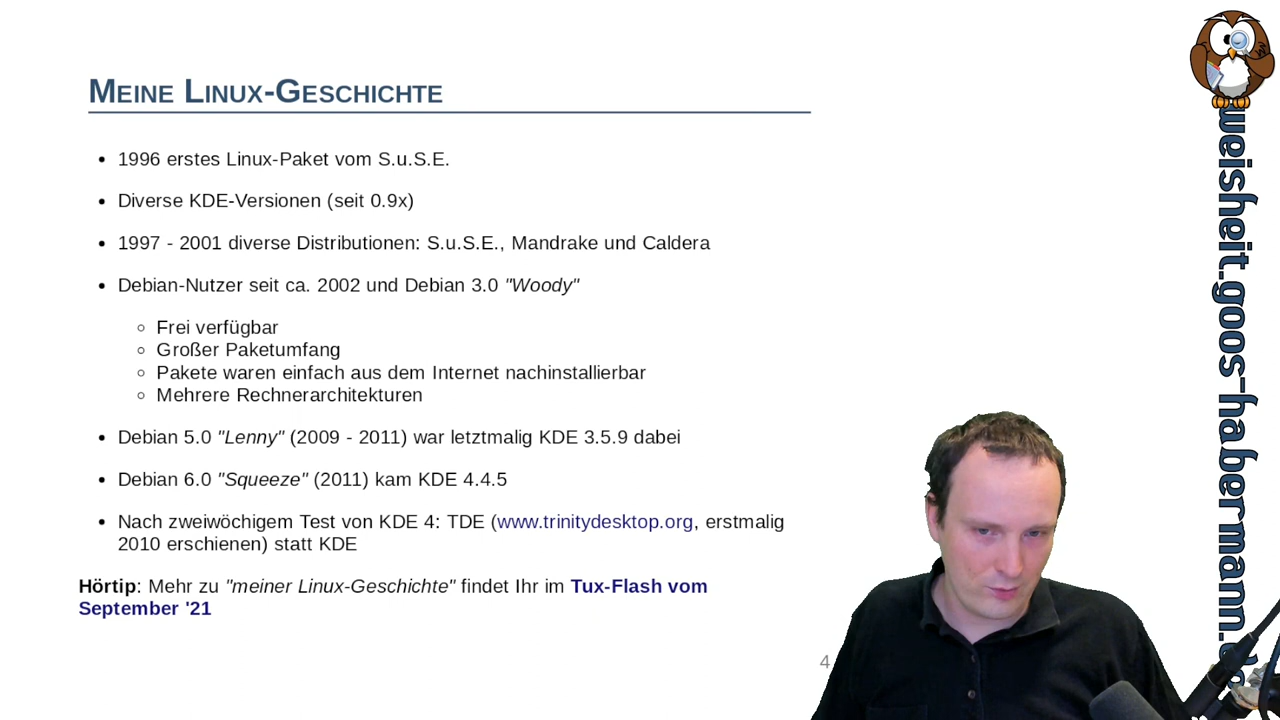 Meine Linux-Geschichte
1996 erstes Linux-Paket vom S.u.S.E.
Diverse KDE-Versionen (seit 0.9x)
1997 - 2001 diverse Distributionen: S.u.S.E., Mandrake und Caldera
Debian-Nutzer seit ca. 2002 und Debian 3.0 "Woody"
Frei verfügbar
Großer Paketumfang
Pakete waren einfach aus dem Internet nachinstallierbar
Mehrere Rechnerarchitekturen
Debian 5.0 "Lenny" (2009 - 2011) war letztmalig KDE 3.5.9 dabei
Debian 6.0 "Squeeze" (2011) kam KDE 4.4.5
Nach zweiwöchigem Test von KDE 4: TDE (www.trinitydesktop.org, erstmalig
2010 erschienen) statt KDE
Hörtip: Mehr zu "meiner Linux-Geschichte" findet Ihr im Tux-Flash vom
September '21
4
weisheit.goos-habermann.de